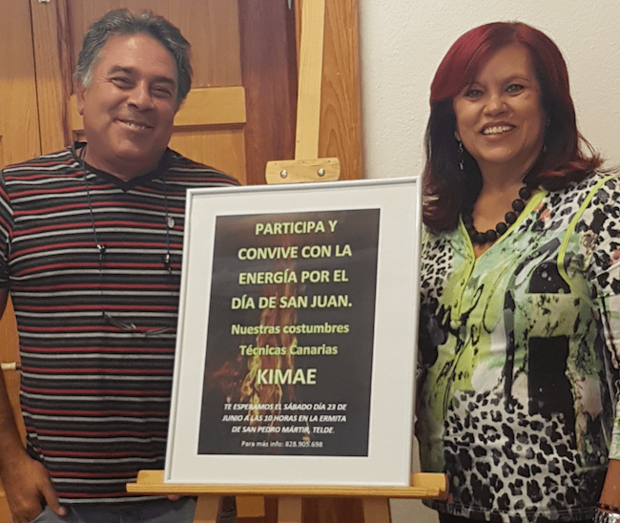 PARTICIPA Y
CONVIVE CON LA
ENERGÍA POR EL
DÍA DE SAN JUAN.
Nuestras costumbres
Técnicas Canarias
KIMAE
TE ESPERAMOS EL SÁBADO DÍA 23 DE
JUNIO A LAS 10 HORAS EN LA ERMITA
DE SAN PEDRO MÁRTIR, TELDE.
Para más info: 828.905.698